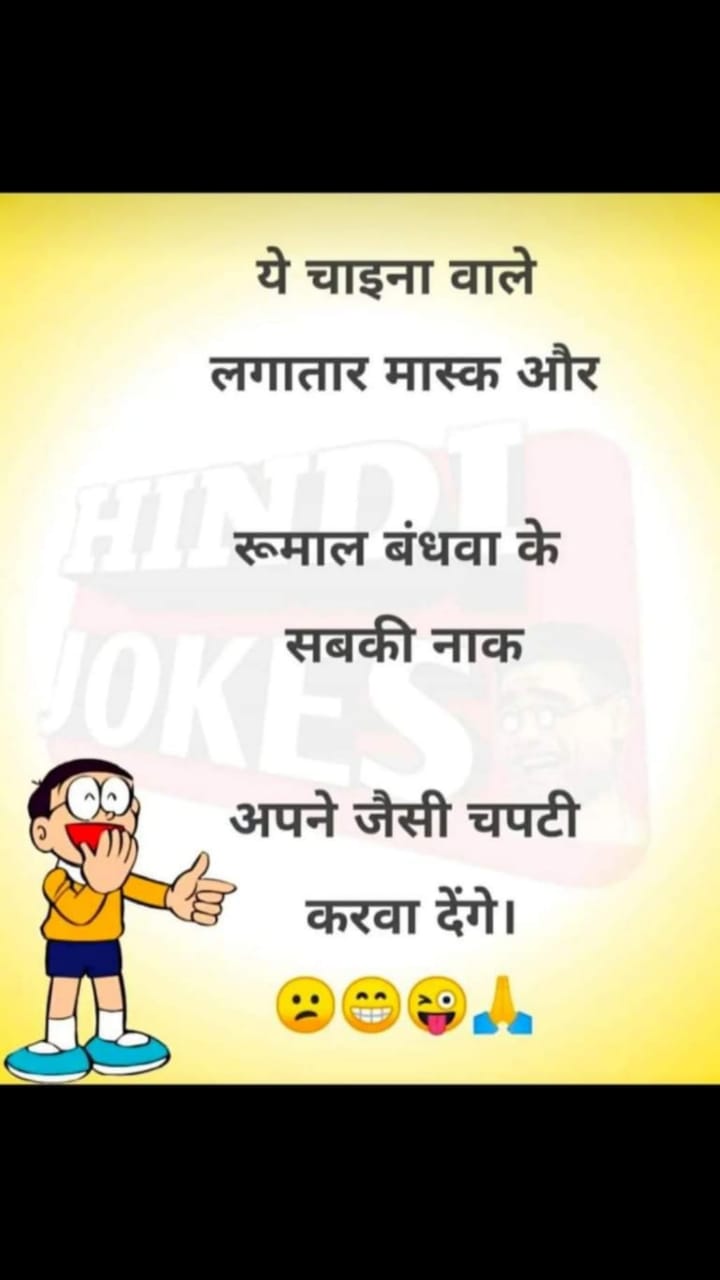 ये चाइना वाले
लगातार मास्क और
रूमाल बंधवा के
सबकी नाक
अपने जैसी चपटी
करवा देंगे।
HINDI
JOKES